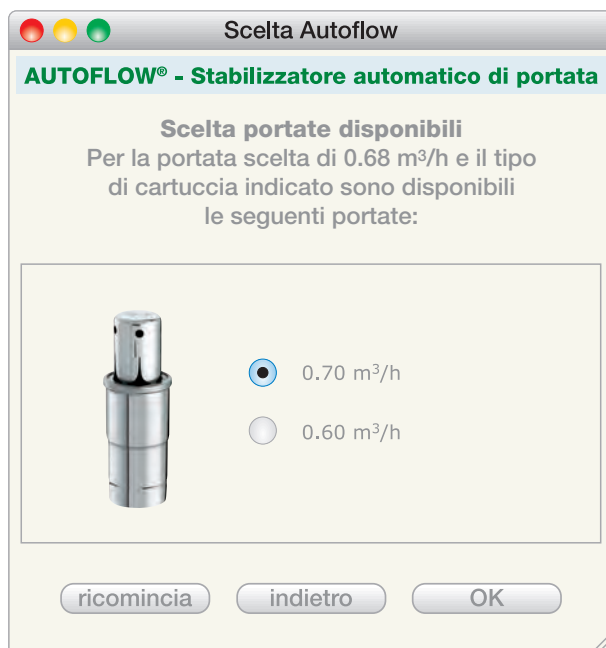 Scelta Autoflow
AUTOFLOW® - Stabilizzatore automatico di portata
Scelta portate disponibili
Per la portata scelta di 0.68 m³/h e il tipo
di cartuccia indicato sono disponibili
le seguenti portate:
0.70 m³/h
0.60 m³/h
ricomincia
indietro
OK